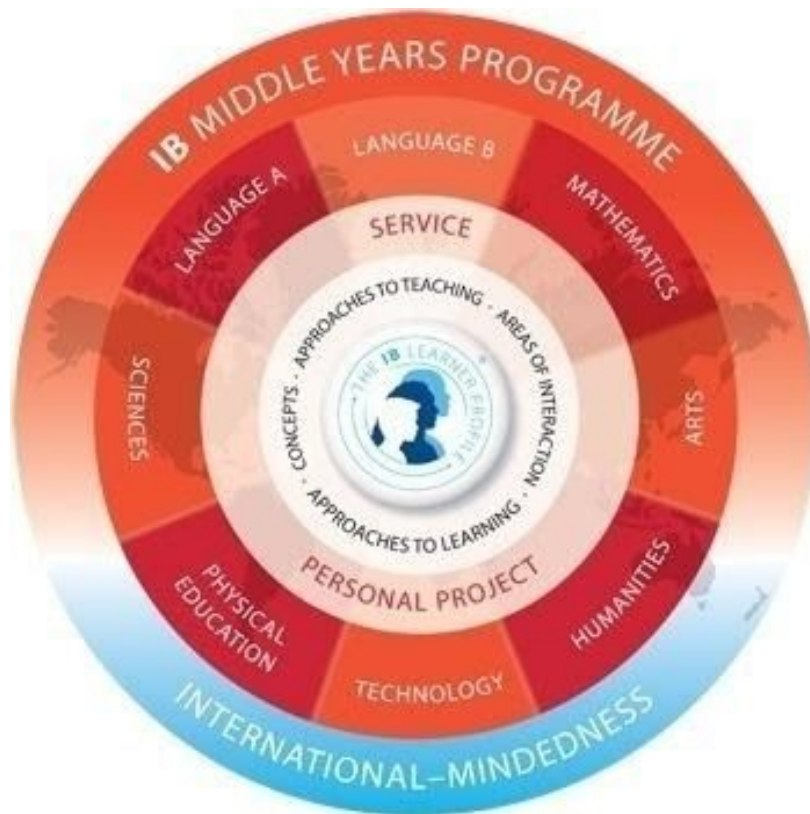 IB MIDDLE YEARS PROGRAMME
LANGUAGE A
LANGUAGE B
MATHEMATICS
SCIENCES
ARTS
PHYSICAL
EDUCATION
TECHNOLOGY
HUMANITIES
SERVICE
PERSONAL PROJECT
APPROACHES TO TEACHING · AREAS OF INTERACTION ·
APPROACHES TO LEARNING · CONCEPTS ·
· THE IB LEARNER PROFILE ·
®
INTERNATIONAL–MINDEDNESS